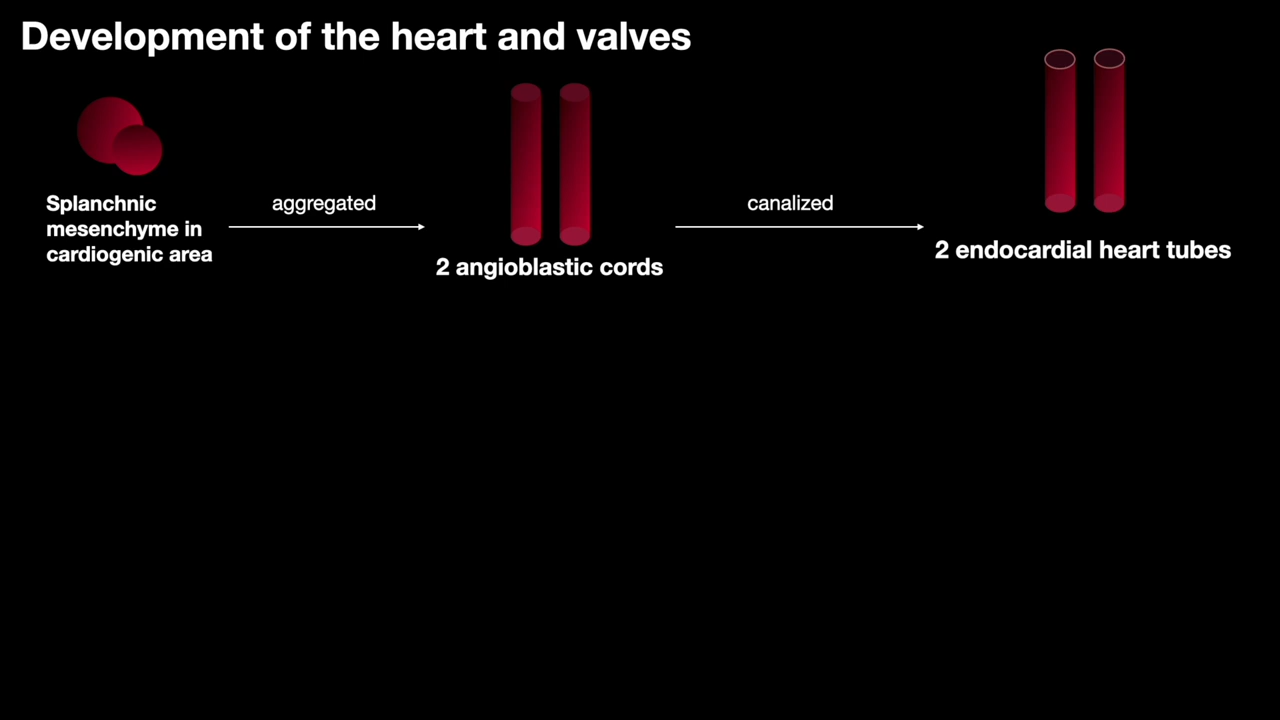 Development of the heart and valves
Splanchnic
mesenchyme in
cardiogenic area
aggregated
2 angioblastic cords
canalized
2 endocardial heart tubes